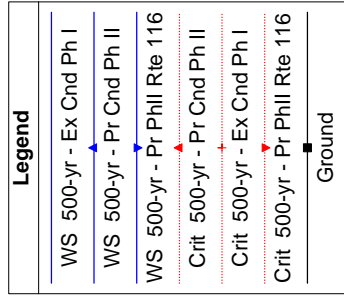 Legend
WS 500-yr - Ex Cnd Ph I
WS 500-yr - Pr Cnd Ph II
WS 500-yr - Pr PhII Rte 116
Crit 500-yr - Pr Cnd Ph II
Crit 500-yr - Ex Cnd Ph I
Crit 500-yr - Pr PhII Rte 116
Ground